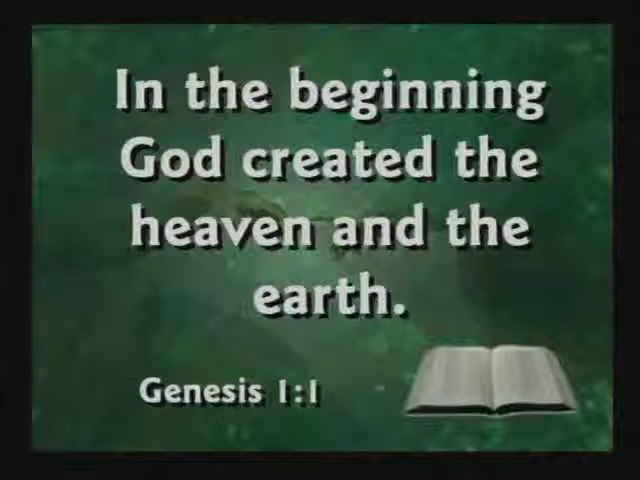 In the beginning
God created the
heaven and the
earth.
Genesis 1:1